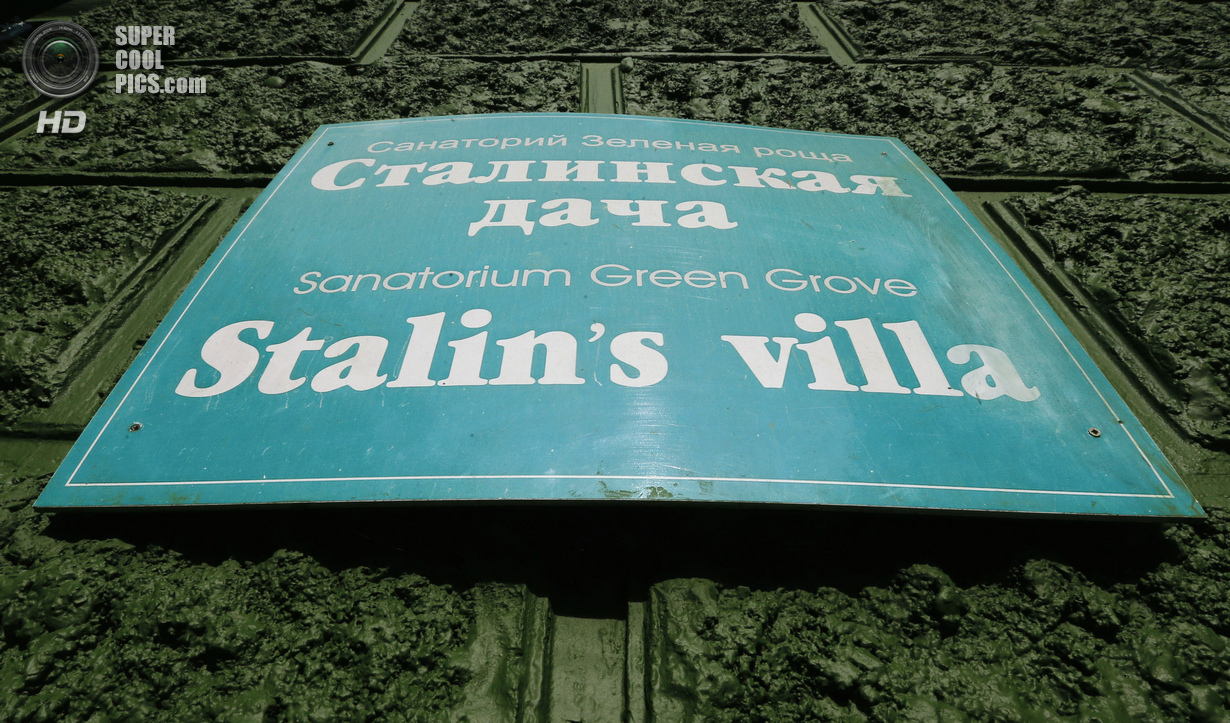 SUPER
COOL
PICS.com
HD
Санаторий Зеленая роща
Сталинская
дача
Sanatorium Green Grove
Stalin's villa